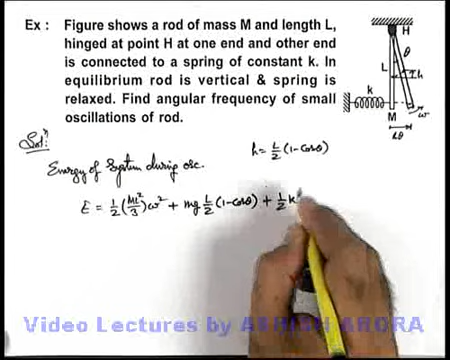 Ex : Figure shows a rod of mass M and length L,
hinged at point H at one end and other end
is connected to a spring of constant k. In
equilibrium rod is vertical & spring is
relaxed. Find angular frequency of small
oscillations of rod.
H
θ
L
h
k
M
ω
Lθ
Solⁿ
h = L/2 (1-cosθ)
Energy of System during osc.
E = 1/2 (ML²/3) ω² + mg L/2 (1-cosθ) + 1/2 k
Video Lectures by ASHISH ARORA